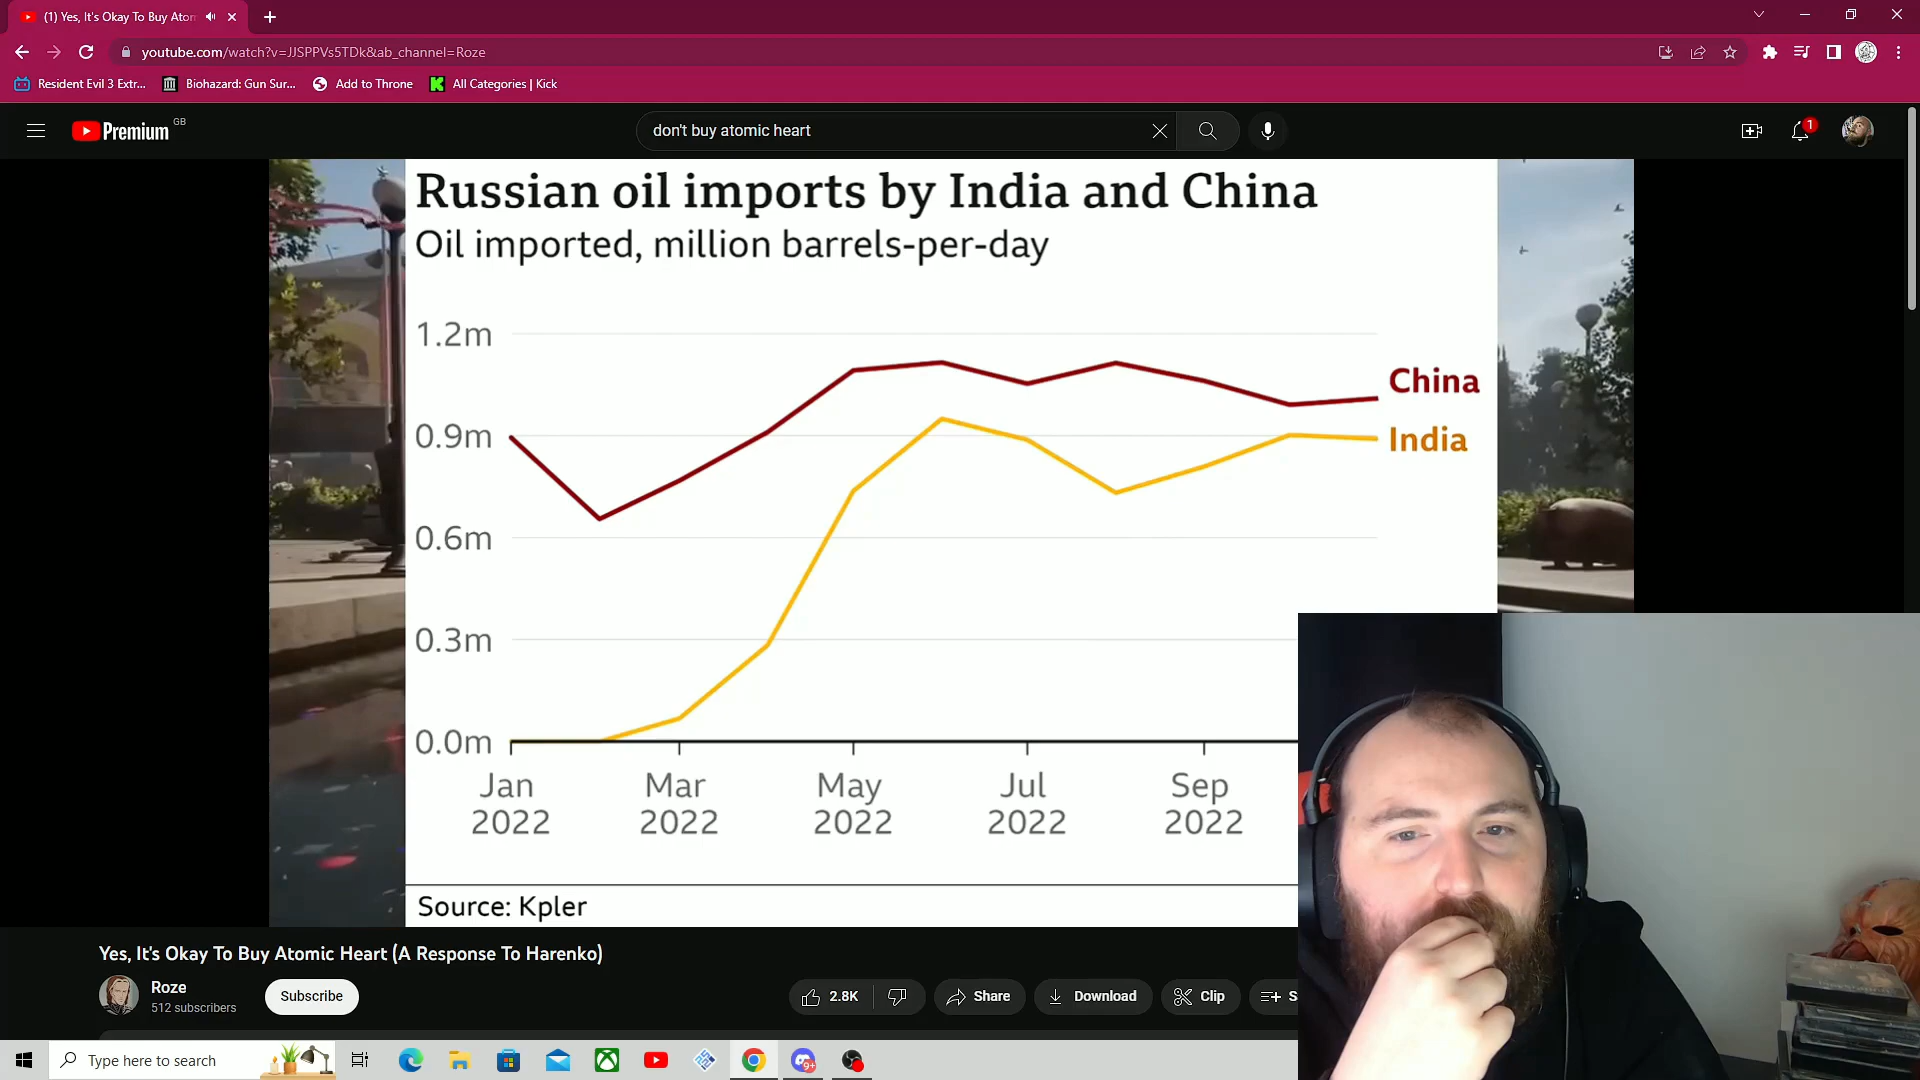 (1) Yes, It's Okay To Buy Atom
youtube.com/watch?v=JJSPPVs5TDk&ab_channel=Roze
Resident Evil 3 Extr...
Biohazard: Gun Sur...
Add to Throne
All Categories | Kick
Premium GB
don't buy atomic heart
1
Russian oil imports by India and China
Oil imported, million barrels-per-day
1.2m
0.9m
0.6m
0.3m
0.0m
China
India
Jan
2022
Mar
2022
May
2022
Jul
2022
Sep
2022
Source: Kpler
Yes, It's Okay To Buy Atomic Heart (A Response To Harenko)
Roze
512 subscribers
Subscribe
2.8K
Share
Download
Clip
S
Type here to search
9+